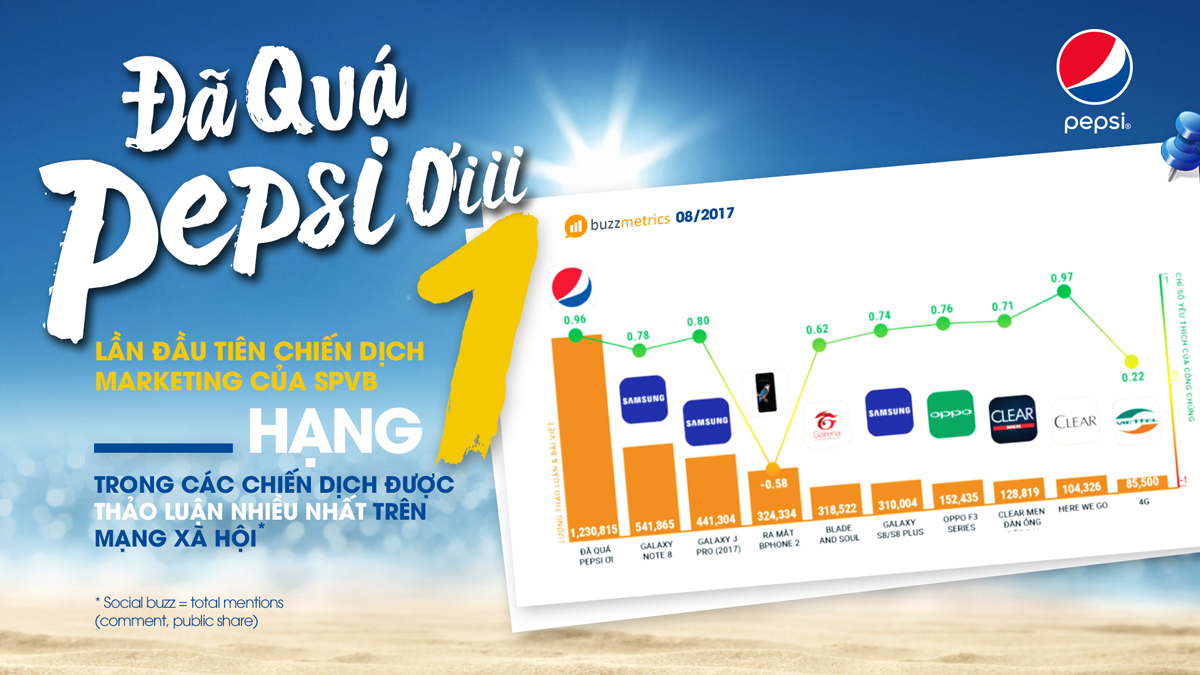 Đã Quá
Pepsi Ơiii
LẦN ĐẦU TIÊN CHIẾN DỊCH
MARKETING CỦA SPVB
HẠNG 1
TRONG CÁC CHIẾN DỊCH ĐƯỢC
THẢO LUẬN NHIỀU NHẤT TRÊN
MẠNG XÃ HỘI*
* Social buzz = total mentions
(comment, public share)
pepsi®
buzzmetrics 08/2017
0.96
0.78
0.80
-0.58
0.62
0.74
0.76
0.71
0.97
0.22
SAMSUNG
SAMSUNG
Garena
SAMSUNG
oppo
CLEAR
MEN
CLEAR
VIETTEL
LƯỢNG THẢO LUẬN & BÀI VIẾT
CHỈ SỐ YÊU THÍCH CỦA CÔNG CHÚNG
1
0
-1
1,230,815
541,865
441,304
324,334
318,522
310,004
152,435
128,819
104,326
85,500
ĐÃ QUÁ
PEPSI ƠI
GALAXY
NOTE 8
GALAXY J
PRO (2017)
RA MẮT
BPHONE 2
BLADE
AND SOUL
GALAXY
S8/S8 PLUS
OPPO F3
SERIES
CLEAR MEN
ĐÀN ÔNG
HERE WE GO
4G